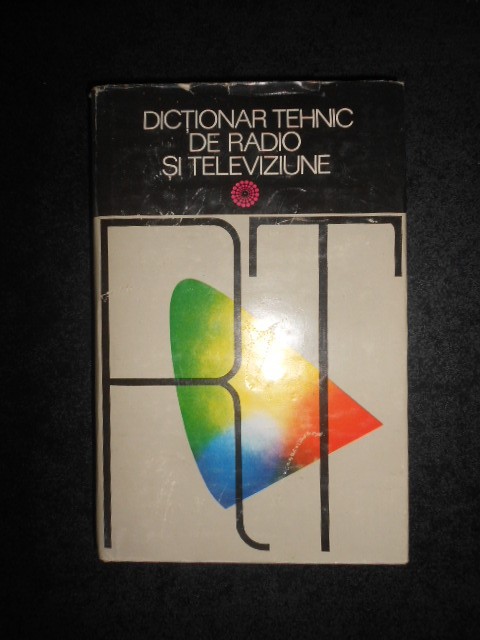 DICȚIONAR TEHNIC
DE RADIO
ȘI TELEVIZIUNE
RT